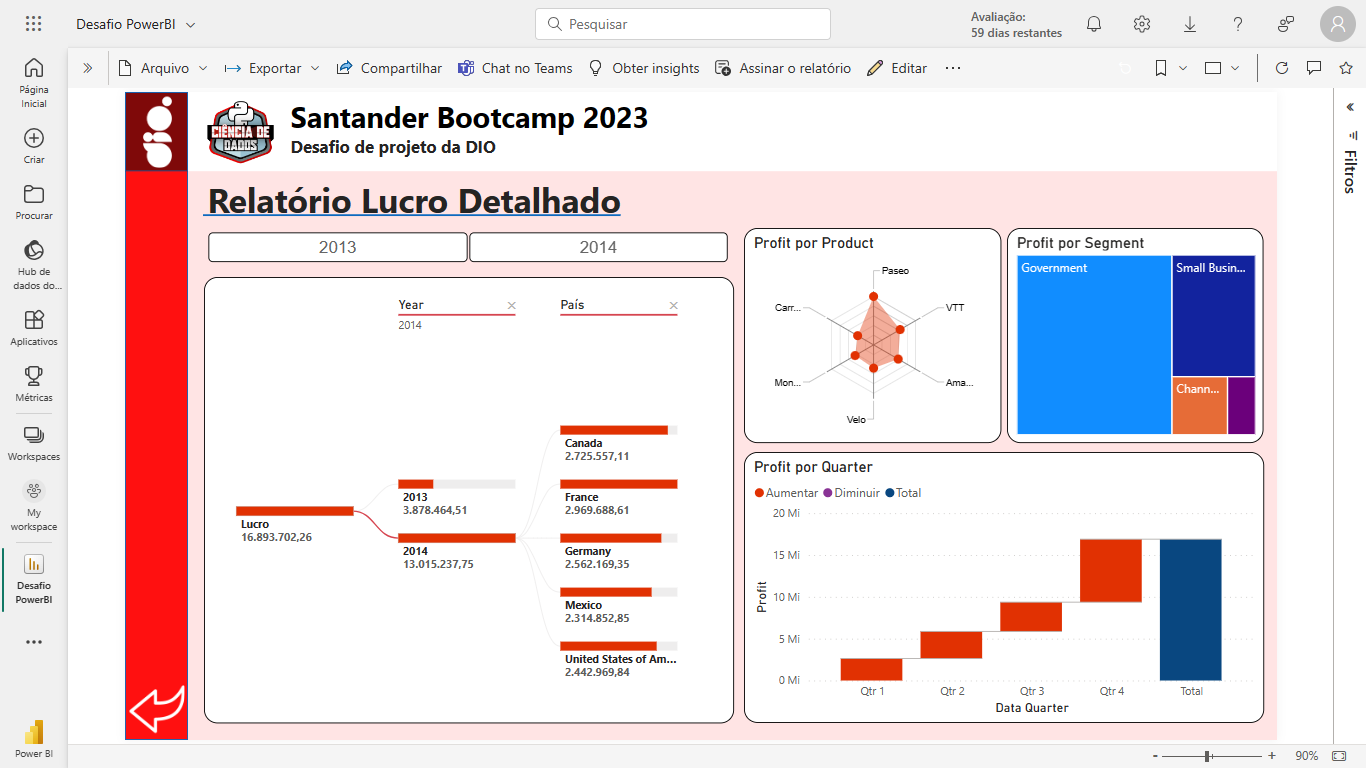 Desafio PowerBI
Pesquisar
Avaliação:
59 dias restantes
Arquivo
Exportar
Compartilhar
Chat no Teams
Obter insights
Assinar o relatório
Editar
Página
Inicial
Criar
Procurar
Hub de
dados do...
Aplicativos
Métricas
Workspaces
My
workspace
Desafio
PowerBI
Power BI
CIÊNCIA DE
DADOS
Santander Bootcamp 2023
Desafio de projeto da DIO
Relatório Lucro Detalhado
2013
2014
Year
2014
País
Lucro
16.893.702,26
2013
3.878.464,51
2014
13.015.237,75
Canada
2.725.557,11
France
2.969.688,61
Germany
2.562.169,35
Mexico
2.314.852,85
United States of Am...
2.442.969,84
Profit por Product
Paseo
VTT
Ama...
Velo
Mon...
Carr...
Profit por Segment
Government
Small Busin...
Chann...
Profit por Quarter
Aumentar
Diminuir
Total
20 Mi
15 Mi
10 Mi
5 Mi
0 Mi
Profit
Qtr 1
Qtr 2
Qtr 3
Qtr 4
Total
Data Quarter
Filtros
- + 90%